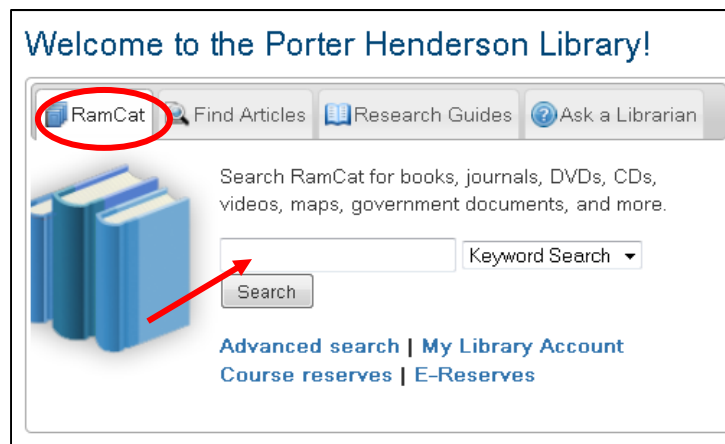 Welcome to the Porter Henderson Library!
RamCat Find Articles Research Guides Ask a Librarian
Search RamCat for books, journals, DVDs, CDs,
videos, maps, government documents, and more.
Keyword Search
Search
Advanced search | My Library Account
Course reserves | E-Reserves